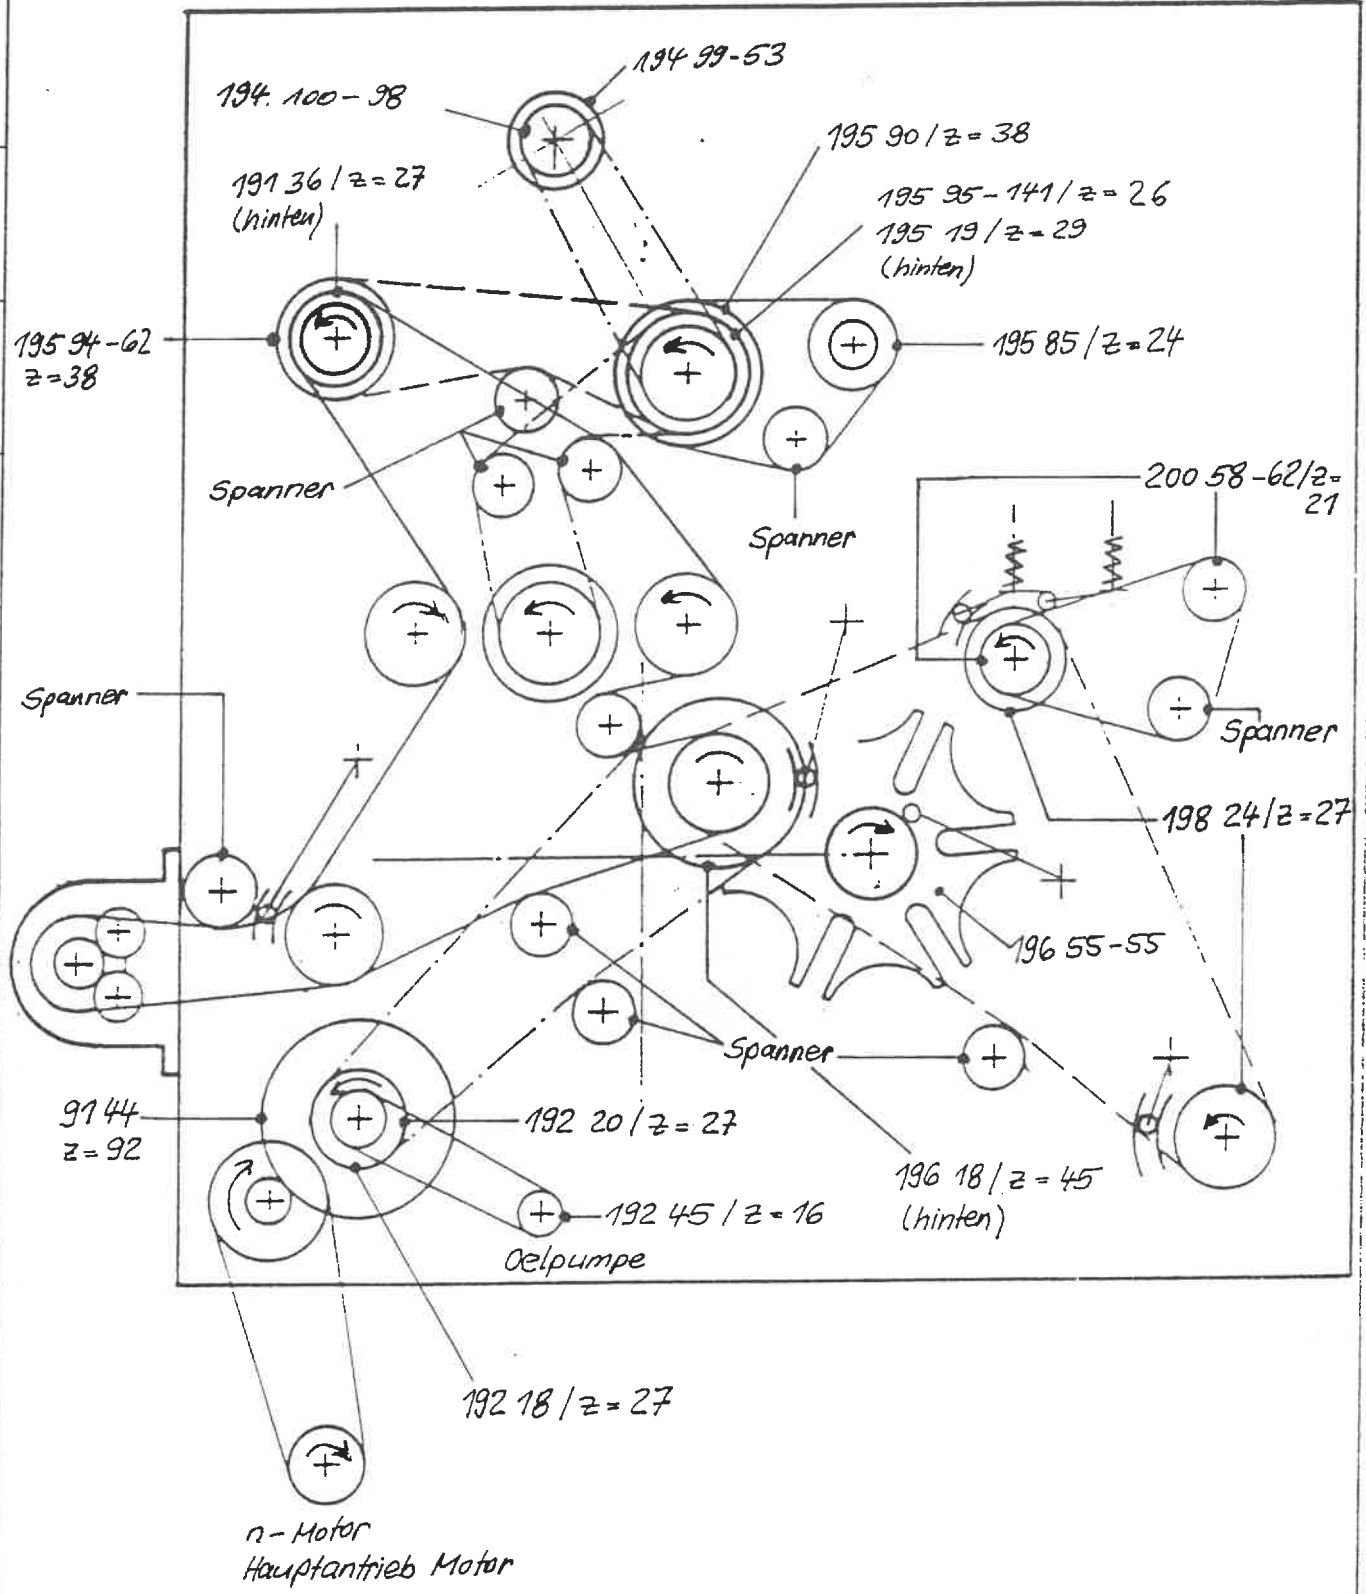 194 99-53
194. 100-98
195 90/z=38
191 36/z=27
(hinten)
195 95-141/z=26
195 19/z=29
(hinten)
195 94-62
z=38
195 85/z=24
Spanner
200 58-62/z=
21
Spanner
Spanner
Spanner
198 24/z=27
196 55-55
Spanner
91 44
z=92
192 20/z=27
196 18/z=45
(hinten)
192 45/z=16
Oelpumpe
192 18/z=27
n-Motor
Hauptantrieb Motor